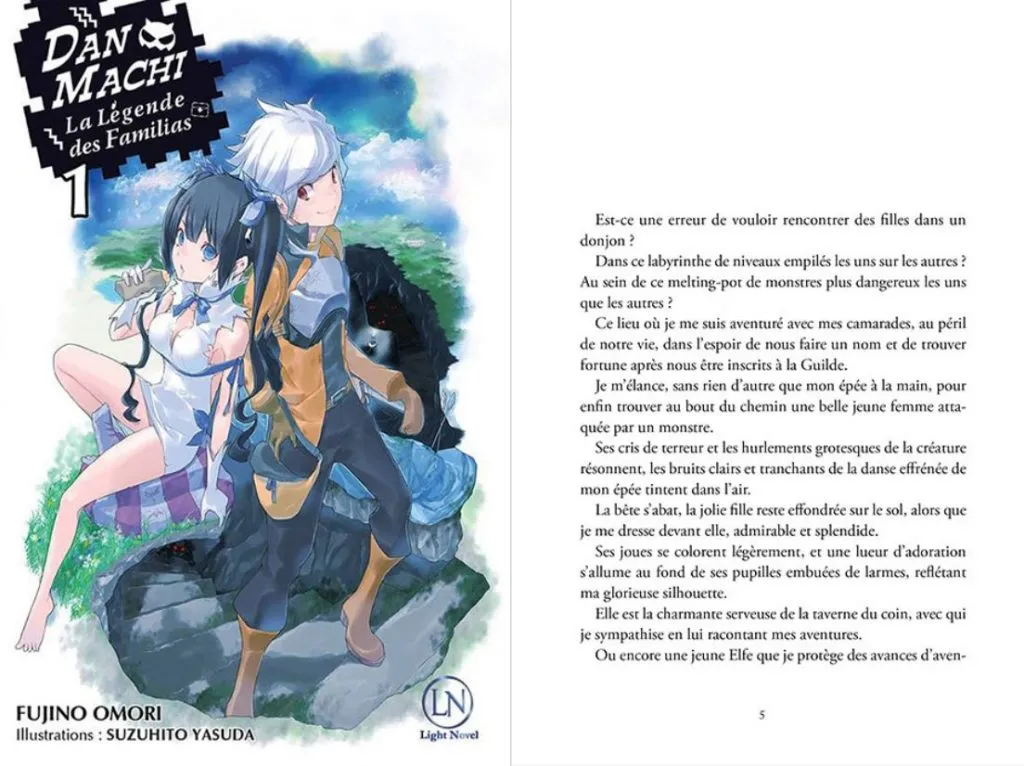 DAN
MACHI
La Légende
des Familias
1
FUJINO OMORI
Illustrations : SUZUHITO YASUDA
LN
Light Novel
Est-ce une erreur de vouloir rencontrer des filles dans un
donjon ?
Dans ce labyrinthe de niveaux empilés les uns sur les autres ?
Au sein de ce melting-pot de monstres plus dangereux les uns
que les autres ?
Ce lieu où je me suis aventuré avec mes camarades, au péril
de notre vie, dans l’espoir de nous faire un nom et de trouver
fortune après nous être inscrits à la Guilde.
Je m’élance, sans rien d’autre que mon épée à la main, pour
enfin trouver au bout du chemin une belle jeune femme atta-
quée par un monstre.
Ses cris de terreur et les hurlements grotesques de la créature
résonnent, les bruits clairs et tranchants de la danse effrénée de
mon épée tintent dans l’air.
La bête s’abat, la jolie fille reste effondrée sur le sol, alors que
je me dresse devant elle, admirable et splendide.
Ses joues se colorent légèrement, et une lueur d’adoration
s’allume au fond de ses pupilles embuées de larmes, reflétant
ma glorieuse silhouette.
Elle est la charmante serveuse de la taverne du coin, avec qui
je sympathise en lui racontant mes aventures.
Ou encore une jeune Elfe que je protège des avances d’aven-
5